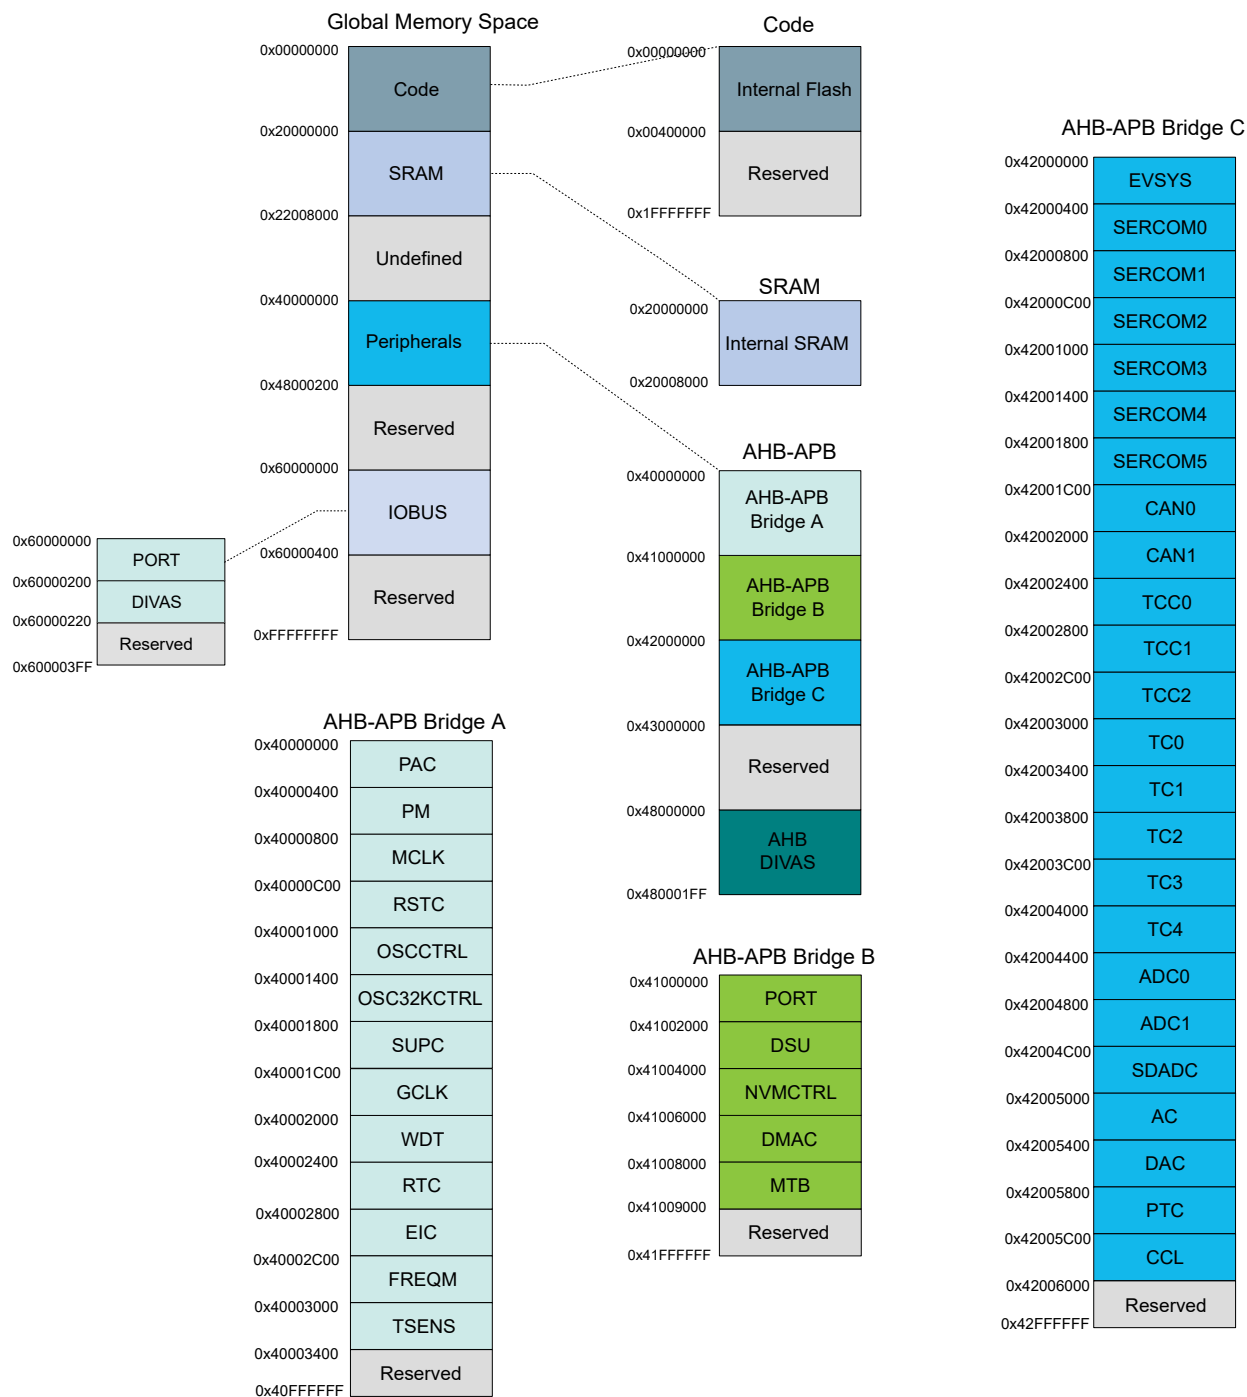 Global Memory Space
0x00000000
Code
0x20000000
SRAM
0x22008000
Undefined
0x40000000
Peripherals
0x48000200
Reserved
0x60000000
IOBUS
0x60000400
Reserved
0xFFFFFFFF
Code
0x00000000
Internal Flash
0x00400000
Reserved
0x1FFFFFFF
SRAM
0x20000000
Internal SRAM
0x20008000
AHB-APB
0x40000000
AHB-APB
Bridge A
0x41000000
AHB-APB
Bridge B
0x42000000
AHB-APB
Bridge C
0x43000000
Reserved
0x48000000
AHB
DIVAS
0x480001FF
0x60000000
PORT
0x60000200
DIVAS
0x60000220
Reserved
0x600003FF
AHB-APB Bridge A
0x40000000
PAC
0x40000400
PM
0x40000800
MCLK
0x40000C00
RSTC
0x40001000
OSCCTRL
0x40001400
OSC32KCTRL
0x40001800
SUPC
0x40001C00
GCLK
0x40002000
WDT
0x40002400
RTC
0x40002800
EIC
0x40002C00
FREQM
0x40003000
TSENS
0x40003400
Reserved
0x40FFFFFF
AHB-APB Bridge B
0x41000000
PORT
0x41002000
DSU
0x41004000
NVMCTRL
0x41006000
DMAC
0x41008000
MTB
0x41009000
Reserved
0x41FFFFFF
AHB-APB Bridge C
0x42000000
EVSYS
0x42000400
SERCOM0
0x42000800
SERCOM1
0x42000C00
SERCOM2
0x42001000
SERCOM3
0x42001400
SERCOM4
0x42001800
SERCOM5
0x42001C00
CAN0
0x42002000
CAN1
0x42002400
TCC0
0x42002800
TCC1
0x42002C00
TCC2
0x42003000
TC0
0x42003400
TC1
0x42003800
TC2
0x42003C00
TC3
0x42004000
TC4
0x42004400
ADC0
0x42004800
ADC1
0x42004C00
SDADC
0x42005000
AC
0x42005400
DAC
0x42005800
PTC
0x42005C00
CCL
0x42006000
Reserved
0x42FFFFFF